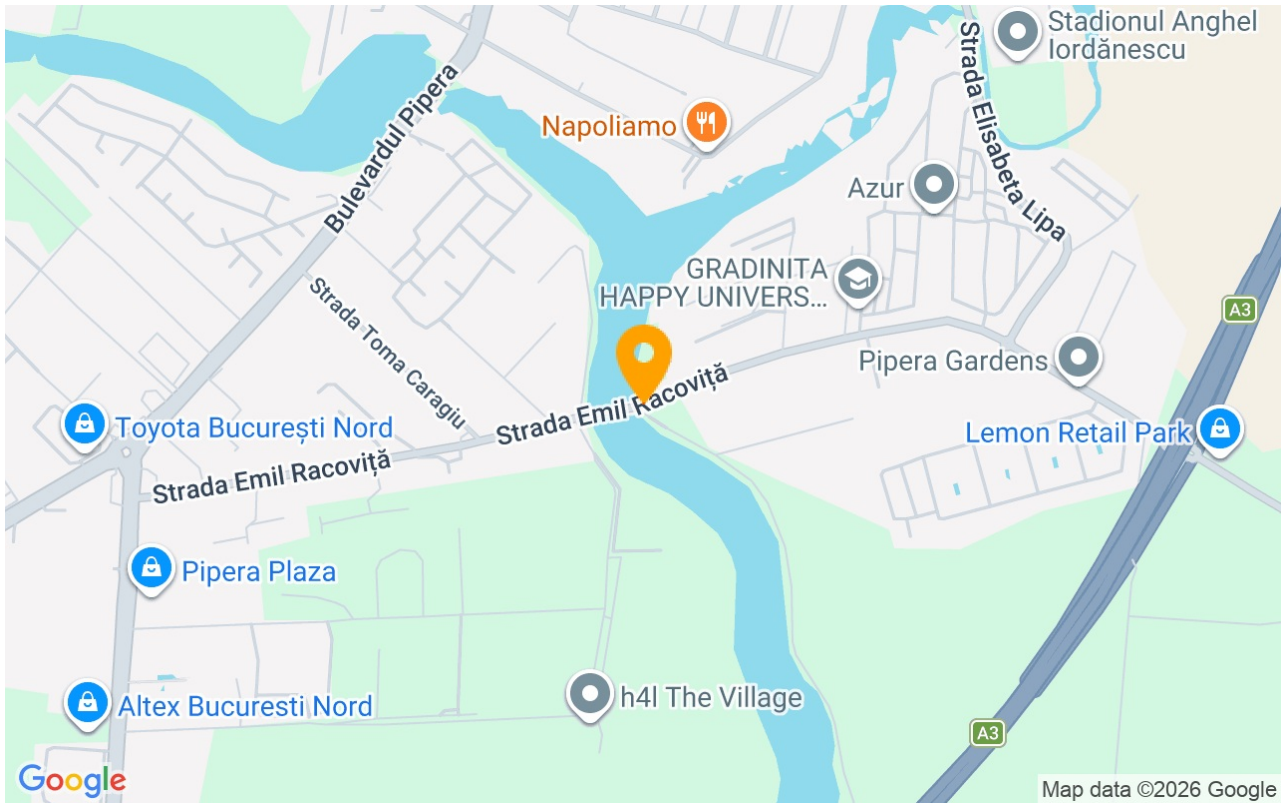 Stadionul Anghel
Iordănescu
Strada Elisabeta Lipa
Bulevardul Pipera
Napoliamo
Azur
GRADINITA
HAPPY UNIVERS...
A3
Strada Toma Caragiu
Pipera Gardens
Strada Emil Racoviță
Toyota București Nord
Lemon Retail Park
Strada Emil Racoviță
Pipera Plaza
h4l The Village
Altex Bucuresti Nord
A3
Google
Map data ©2026 Google